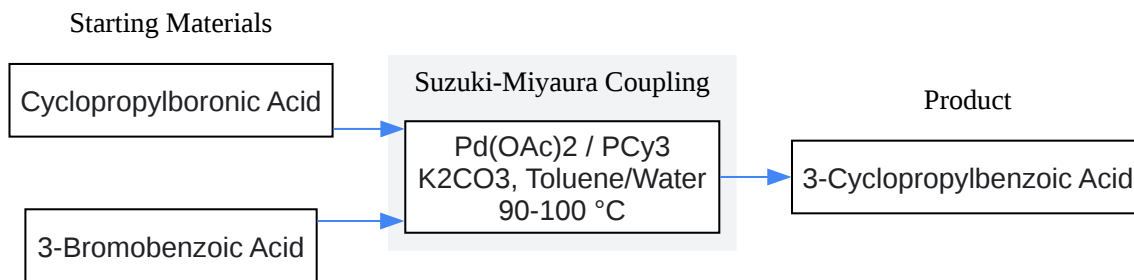 Starting Materials
Cyclopropylboronic Acid
3-Bromobenzoic Acid
Suzuki-Miyaura Coupling
Pd(OAc)2 / PCy3
K2CO3, Toluene/Water
90-100 °C
Product
3-Cyclopropylbenzoic Acid